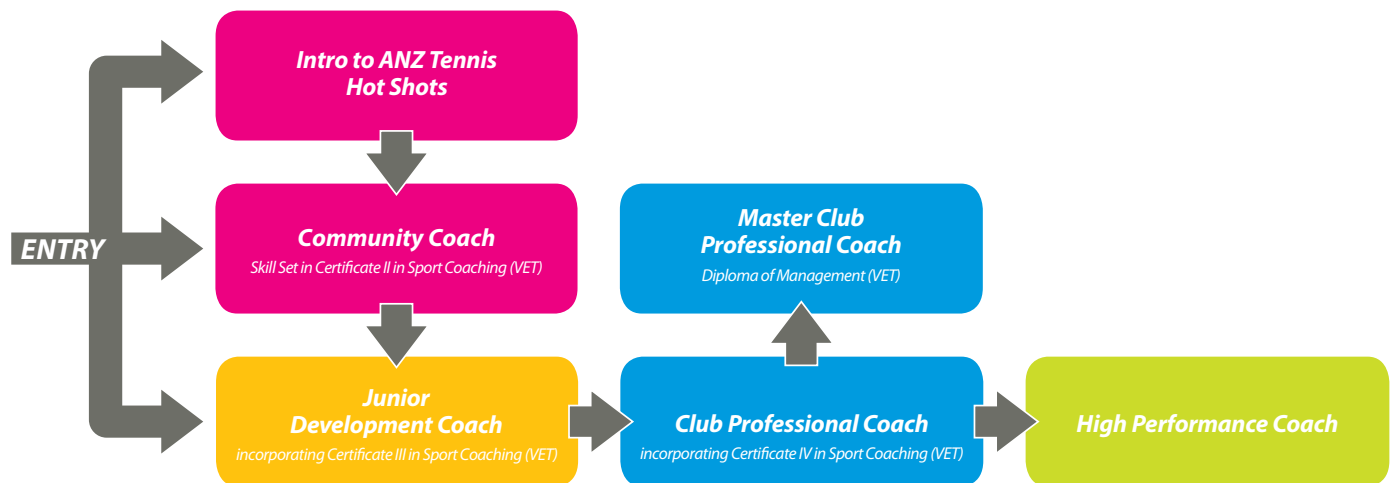 Intro to ANZ Tennis
Hot Shots
ENTRY
Community Coach
Skill Set in Certificate II in Sport Coaching (VET)
Master Club
Professional Coach
Diploma of Management (VET)
Junior
Development Coach
incorporating Certificate III in Sport Coaching (VET)
Club Professional Coach
incorporating Certificate IV in Sport Coaching (VET)
High Performance Coach